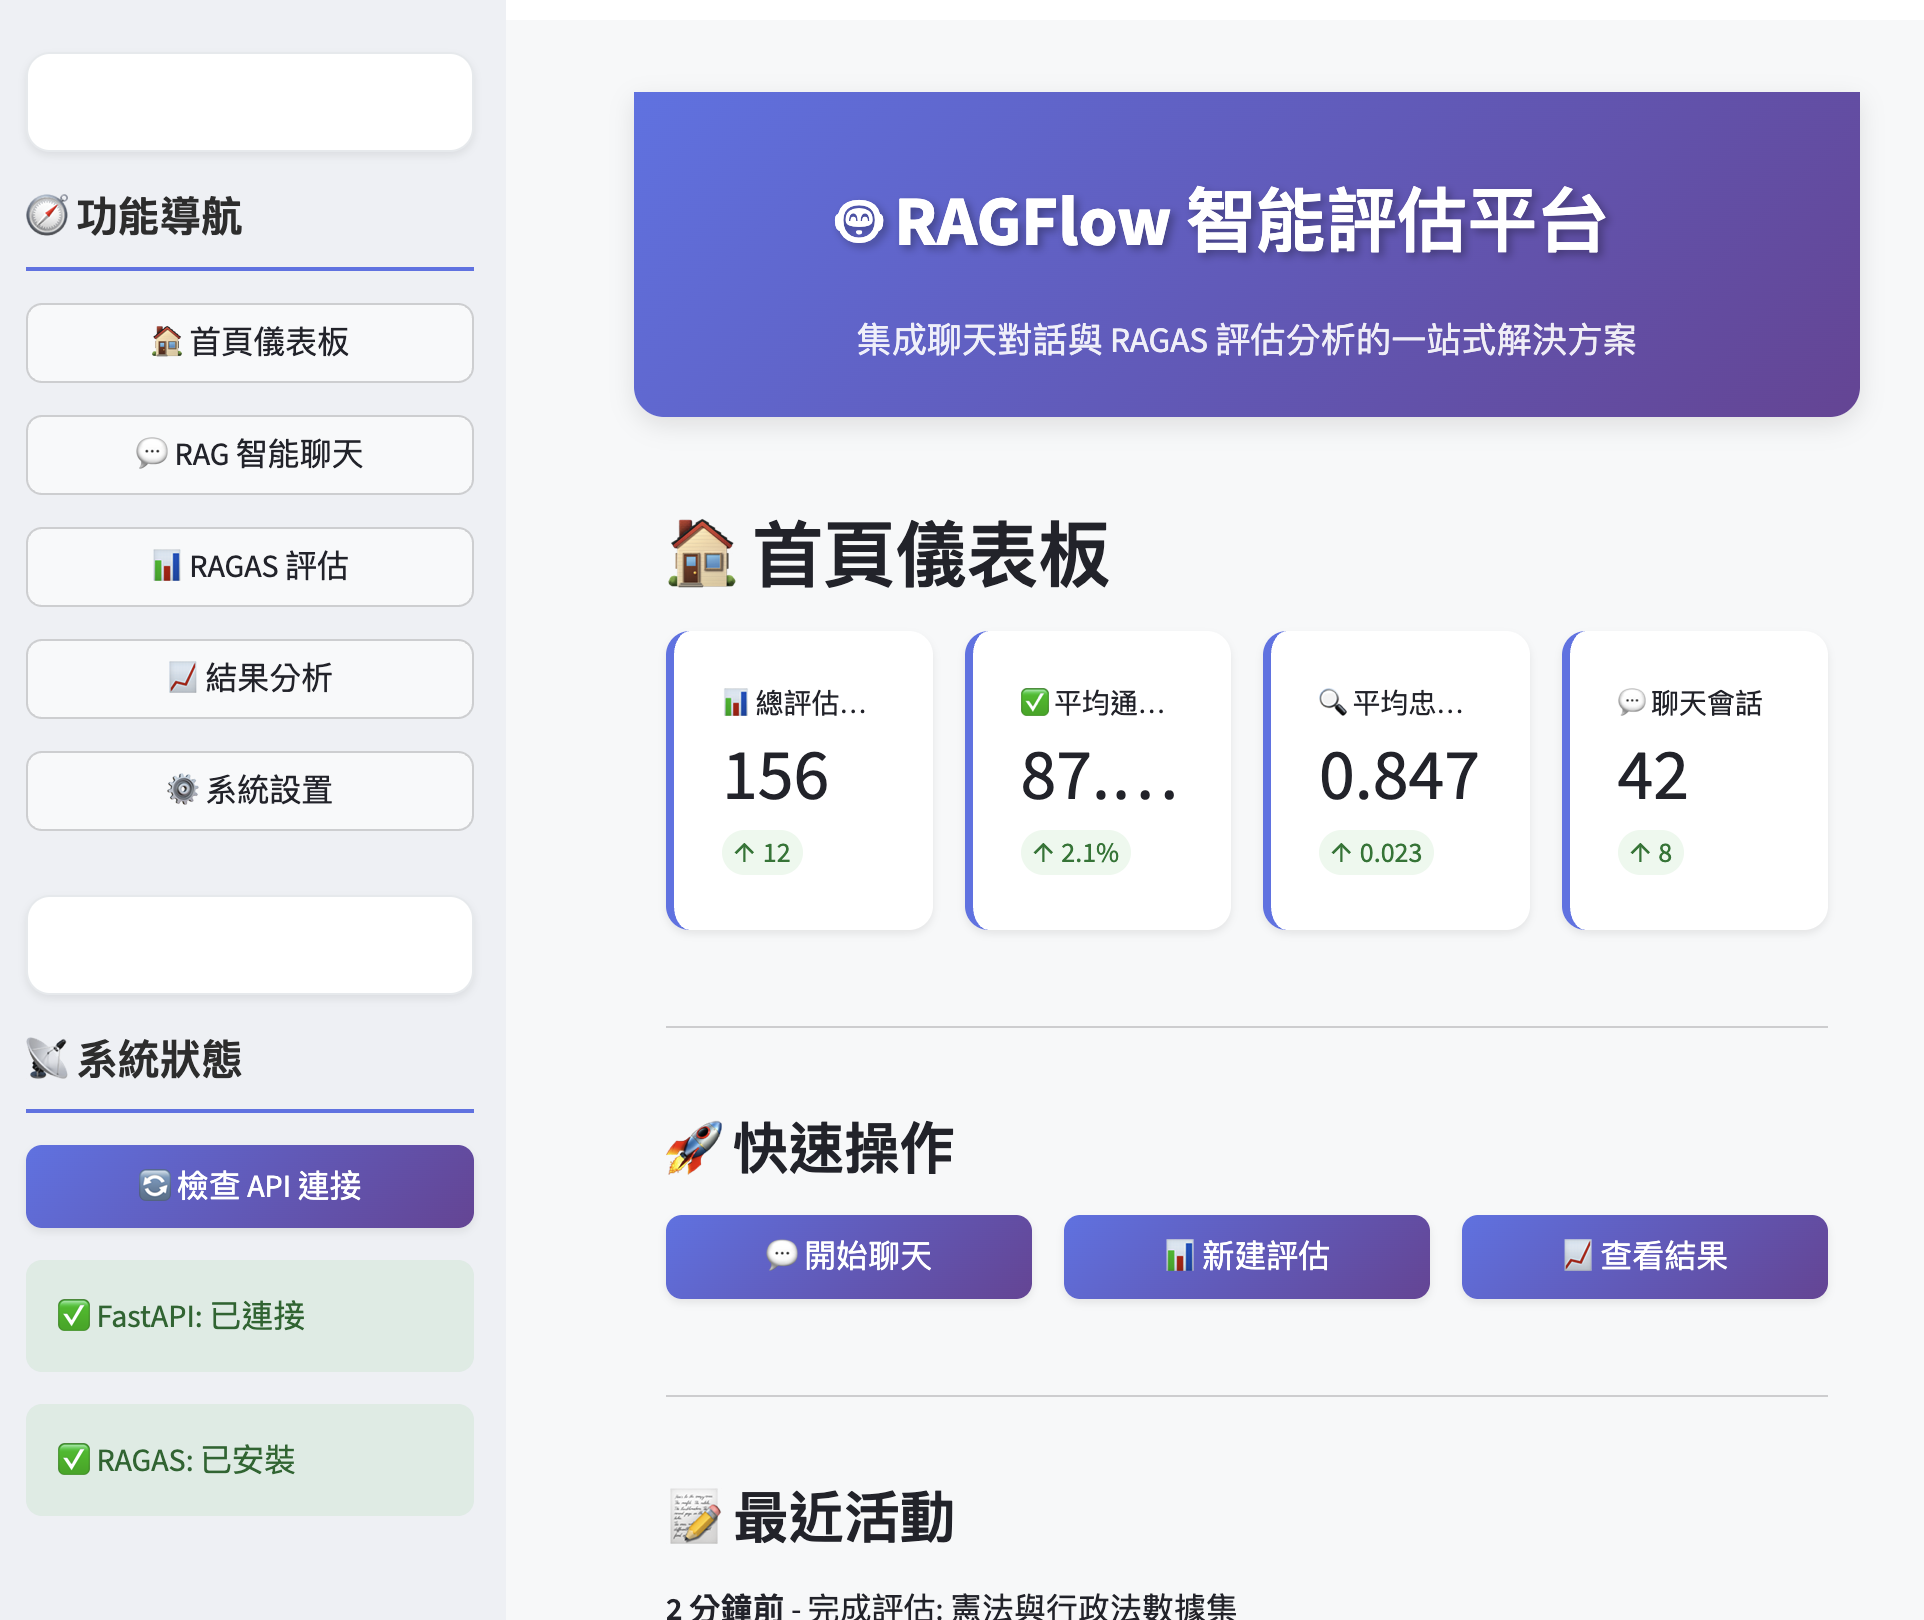 功能導航
首頁儀表板
RAG 智能聊天
RAGAS 評估
結果分析
系統設置
系統狀態
檢查 API 連接
FastAPI: 已連接
RAGAS: 已安裝
RAGFlow 智能評估平台
集成聊天對話與 RAGAS 評估分析的一站式解決方案
首頁儀表板
總評估...
156
↑ 12
平均通...
87....
↑ 2.1%
平均忠...
0.847
↑ 0.023
聊天會話
42
↑ 8
快速操作
開始聊天
新建評估
查看結果
最近活動
2 分鐘前 - 完成評估: 憲法與行政法數據集